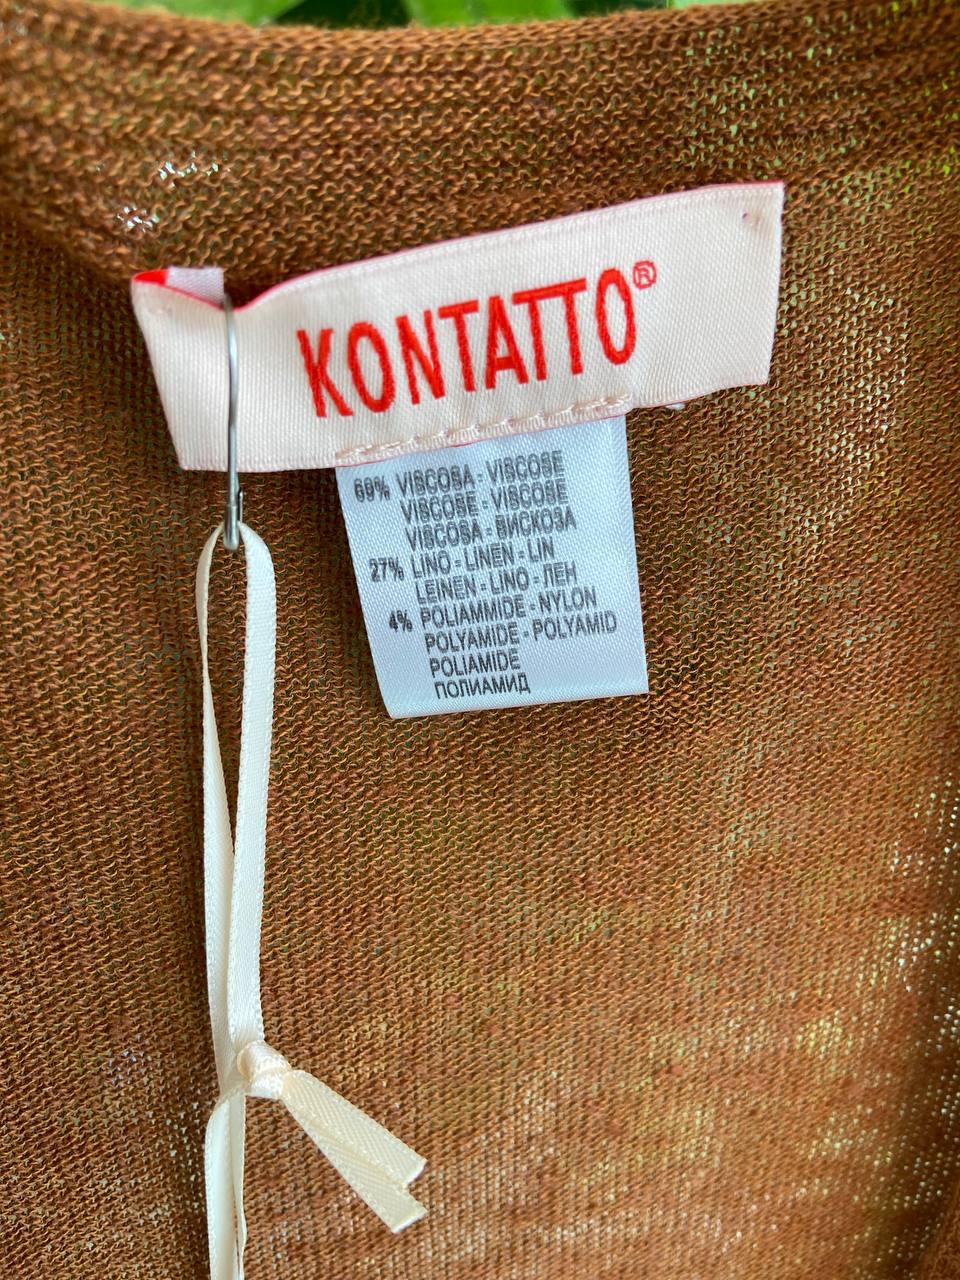 KONTATTO®
69% VISCOSA - VISCOSE
VISCOSE - VISCOSE
VISCOSA - ВИСКОЗА
27% LINO - LINEN - LIN
LEINEN - LINO - ЛЕН
4% POLIAMMIDE - NYLON
POLYAMIDE - POLYAMID
POLIAMIDE
ПОЛИАМИД